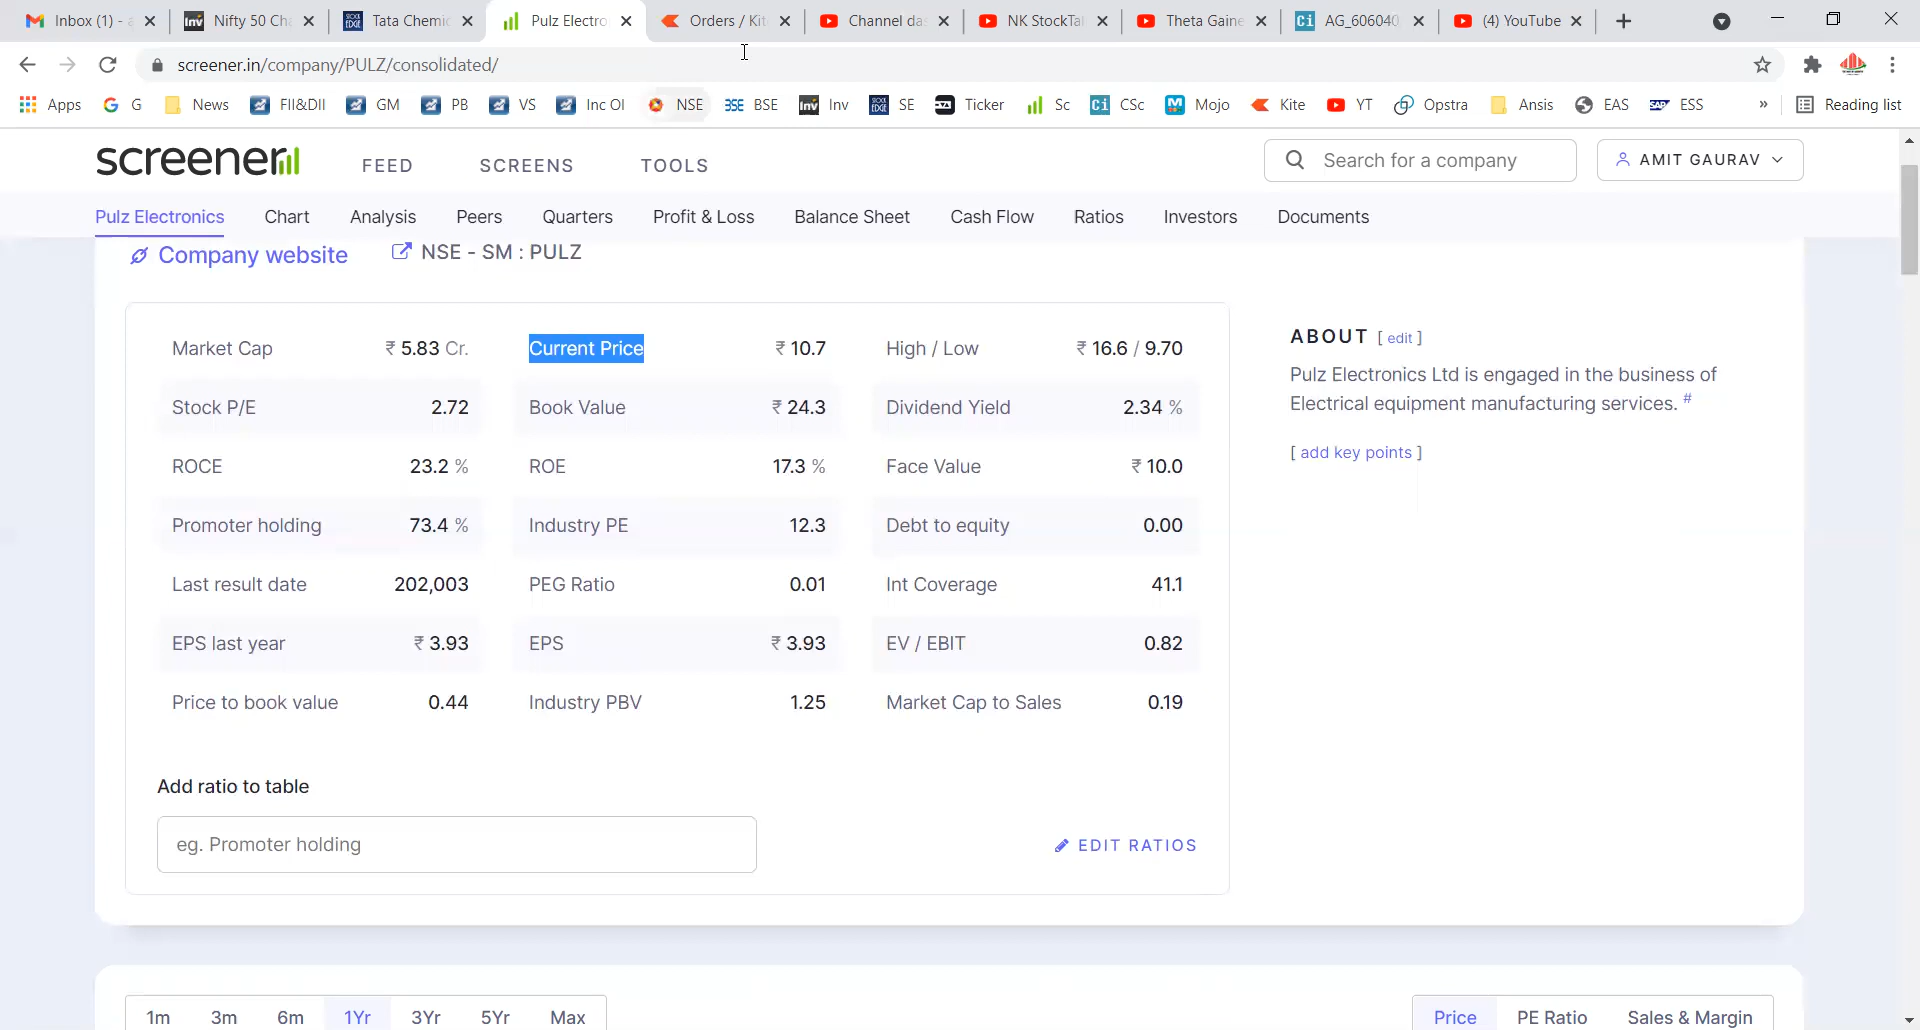 Inbox (1) - a
Nifty 50 Cha
Tata Chemic
Pulz Electro
Orders / Kit
Channel das
NK StockTal
Theta Gaine
AG_606040
(4) YouTube
screener.in/company/PULZ/consolidated/
Apps
G
News
FII&DII
GM
PB
VS
Inc OI
NSE
BSE
Inv
SE
Ticker
Sc
CSc
Mojo
Kite
YT
Opstra
Ansis
EAS
ESS
»
Reading list
screener
FEED
SCREENS
TOOLS
Search for a company
AMIT GAURAV
Pulz Electronics
Chart
Analysis
Peers
Quarters
Profit & Loss
Balance Sheet
Cash Flow
Ratios
Investors
Documents
Company website
NSE - SM : PULZ
Market Cap ₹ 5.83 Cr.
Current Price ₹ 10.7
High / Low ₹ 16.6 / 9.70
Stock P/E 2.72
Book Value ₹ 24.3
Dividend Yield 2.34 %
ROCE 23.2 %
ROE 17.3 %
Face Value ₹ 10.0
Promoter holding 73.4 %
Industry PE 12.3
Debt to equity 0.00
Last result date 202,003
PEG Ratio 0.01
Int Coverage 41.1
EPS last year ₹ 3.93
EPS ₹ 3.93
EV / EBIT 0.82
Price to book value 0.44
Industry PBV 1.25
Market Cap to Sales 0.19
Add ratio to table
eg. Promoter holding
EDIT RATIOS
ABOUT [ edit ]
Pulz Electronics Ltd is engaged in the business of
Electrical equipment manufacturing services. #
[ add key points ]
1m
3m
6m
1Yr
3Yr
5Yr
Max
Price
PE Ratio
Sales & Margin